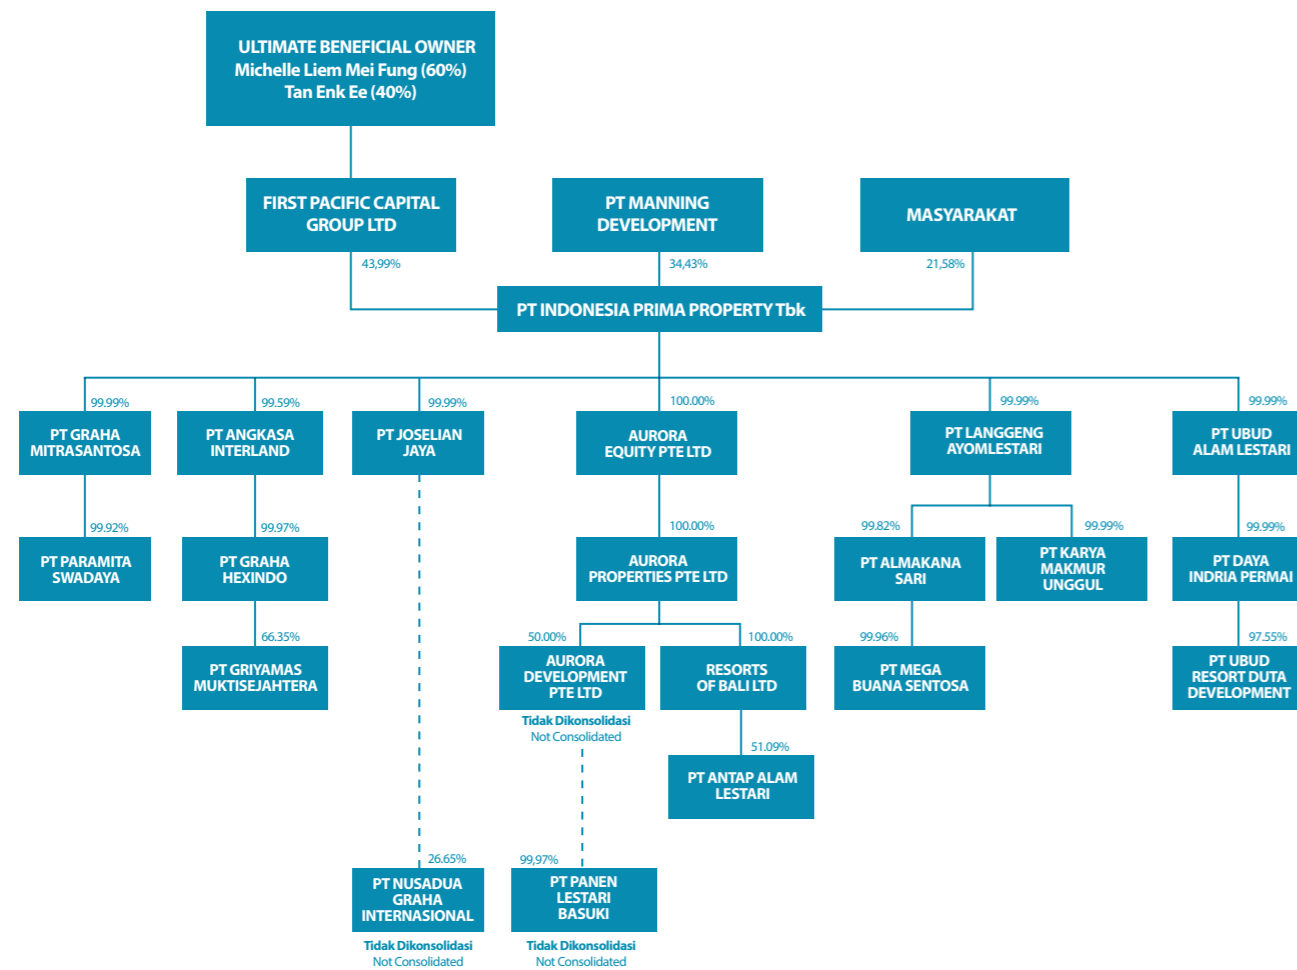 ULTIMATE BENEFICIAL OWNER
Michelle Liem Mei Fung (60%)
Tan Enk Ee (40%)
FIRST PACIFIC CAPITAL
GROUP LTD
PT MANNING
DEVELOPMENT
MASYARAKAT
43,99%
34,43%
21,58%
PT INDONESIA PRIMA PROPERTY Tbk
99.99%
99.59%
99.99%
100.00%
99.99%
99.99%
PT GRAHA
MITRASANTOSA
PT ANGKASA
INTERLAND
PT JOSELIAN
JAYA
AURORA
EQUITY PTE LTD
PT LANGGENG
AYOMLESTARI
PT UBUD
ALAM LESTARI
99.92%
99.97%
100.00%
99.82%
99.99%
99.99%
PT PARAMITA
SWADAYA
PT GRAHA
HEXINDO
AURORA
PROPERTIES PTE LTD
PT ALMAKANA
SARI
PT KARYA
MAKMUR
UNGGUL
PT DAYA
INDRIA PERMAI
66.35%
50.00%
100.00%
99.96%
97.55%
PT GRIYAMAS
MUKTISEJAHTERA
AURORA
DEVELOPMENT
PTE LTD
RESORTS
OF BALI LTD
PT MEGA
BUANA SENTOSA
PT UBUD
RESORT DUTA
DEVELOPMENT
Tidak Dikonsolidasi
Not Consolidated
51.09%
PT ANTAP ALAM
LESTARI
26.65%
99,97%
PT NUSADUA
GRAHA
INTERNASIONAL
PT PANEN
LESTARI
BASUKI
Tidak Dikonsolidasi
Not Consolidated
Tidak Dikonsolidasi
Not Consolidated